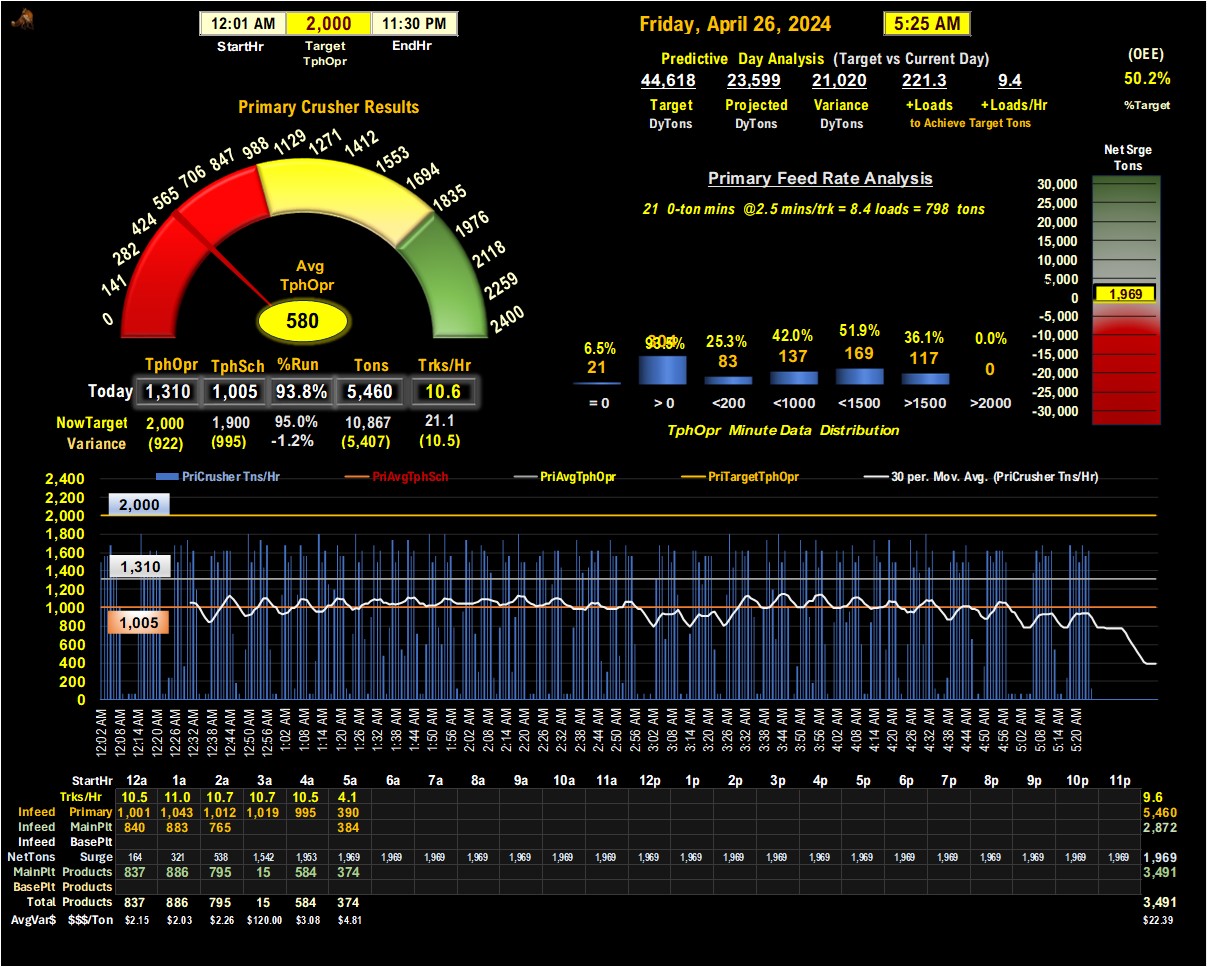 12:01 AM 2,000 11:30 PM
StartHr Target TphOpr EndHr
Friday, April 26, 2024 5:25 AM
Predictive Day Analysis (Target vs Current Day)
44,618 23,599 21,020 221.3 9.4
Target Projected Variance +Loads +Loads/Hr
DyTons DyTons DyTons to Achieve Target Tons
(OEE)
50.2%
%Target
Primary Crusher Results
0 141 282 424 565 706 847 988 1129 1271 1412 1553 1694 1835 1976 2118 2259 2400
Avg
TphOpr
580
TphOpr TphSch %Run Tons Trks/Hr
Today 1,310 1,005 93.8% 5,460 10.6
NowTarget 2,000 1,900 95.0% 10,867 21.1
Variance (922) (995) -1.2% (5,407) (10.5)
Primary Feed Rate Analysis
21 0-ton mins @2.5 mins/trk = 8.4 loads = 798 tons
6.5% 25.3% 42.0% 51.9% 36.1% 0.0%
21 83 137 169 117 0
= 0 > 0 <200 <1000 <1500 >1500 >2000
TphOpr Minute Data Distribution
Net Srge
Tons
30,000
25,000
20,000
15,000
10,000
5,000
0
1,969
-5,000
-10,000
-15,000
-20,000
-25,000
-30,000
PriCrusher Tns/Hr PriAvgTphSch PriAvgTphOpr PriTargetTphOpr 30 per. Mov. Avg. (PriCrusher Tns/Hr)
2,400
2,200
2,000
1,800
1,600
1,400
1,200
1,000
800
600
400
200
0
2,000
1,310
1,005
12:02 AM 12:08 AM 12:14 AM 12:20 AM 12:26 AM 12:32 AM 12:38 AM 12:44 AM 12:50 AM 12:56 AM 1:02 AM 1:08 AM 1:14 AM 1:20 AM 1:26 AM 1:32 AM 1:38 AM 1:44 AM 1:50 AM 1:56 AM 2:02 AM 2:08 AM 2:14 AM 2:20 AM 2:26 AM 2:32 AM 2:38 AM 2:44 AM 2:50 AM 2:56 AM 3:02 AM 3:08 AM 3:14 AM 3:20 AM 3:26 AM 3:32 AM 3:38 AM 3:44 AM 3:50 AM 3:56 AM 4:02 AM 4:08 AM 4:14 AM 4:20 AM 4:26 AM 4:32 AM 4:38 AM 4:44 AM 4:50 AM 4:56 AM 5:02 AM 5:08 AM 5:14 AM 5:20 AM
StartHr 12a 1a 2a 3a 4a 5a 6a 7a 8a 9a 10a 11a 12p 1p 2p 3p 4p 5p 6p 7p 8p 9p 10p 11p
Trks/Hr 10.5 11.0 10.7 10.7 10.5 4.1 9.6
Infeed Primary 1,001 1,043 1,012 1,019 995 390 5,460
Infeed MainPlt 840 883 765 384 2,872
Infeed BasePlt
NetTons Surge 164 321 538 1,542 1,953 1,969 1,969 1,969 1,969 1,969 1,969 1,969 1,969 1,969 1,969 1,969 1,969 1,969 1,969 1,969 1,969 1,969 1,969 1,969 1,969
MainPlt Products 837 886 795 15 584 374 3,491
BasePlt Products
Total Products 837 886 795 15 584 374 3,491
AvgVar$ $$$/Ton $2.15 $2.03 $2.26 $120.00 $3.08 $4.81 $22.39